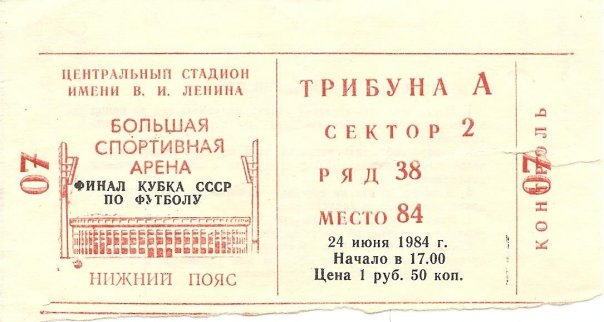 ЦЕНТРАЛЬНЫЙ СТАДИОН
ИМЕНИ В. И. ЛЕНИНА
БОЛЬШАЯ
СПОРТИВНАЯ
АРЕНА
ФИНАЛ КУБКА СССР
ПО ФУТБОЛУ
НИЖНИЙ ПОЯС
07
ТРИБУНА А
СЕКТОР 2
РЯД 38
МЕСТО 84
24 июня 1984 г.
Начало в 17.00
Цена 1 руб. 50 коп.
07
КОНТРОЛЬ